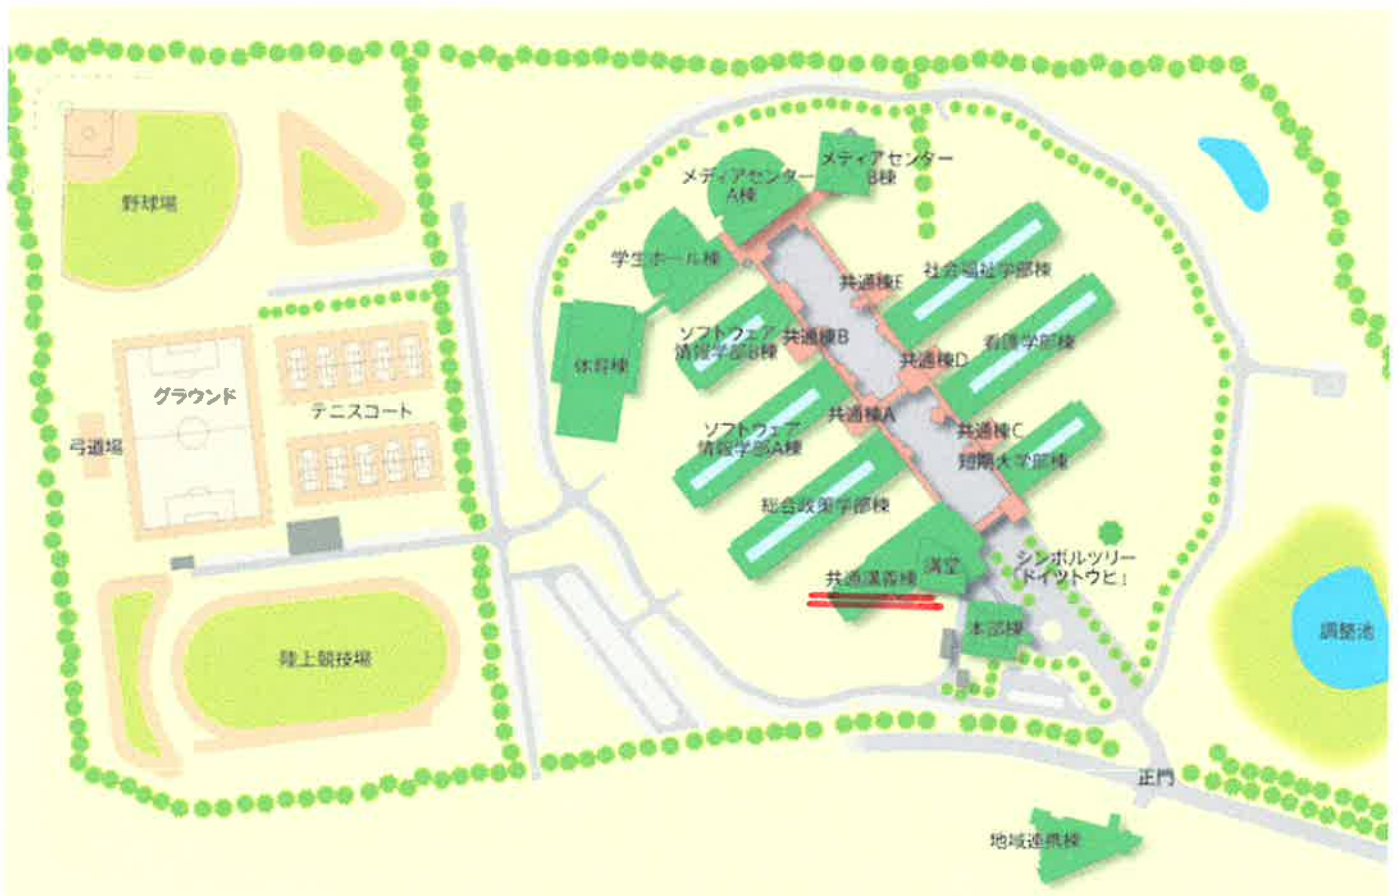 メディアセンター
B棟
メディアセンター
A棟
野球場
学生ホール棟
共通棟E
社会福祉学部棟
ソフトウェア
情報学部B棟
共通棟B
共通棟D
看護学部棟
体育棟
グラウンド
テニスコート
弓道場
共通棟A
ソフトウェア
情報学部A棟
共通棟C
短期大学部棟
総合政策学部棟
シンボルツリー
「ドイツトウヒ」
講堂
共通講義棟
本部棟
調整池
陸上競技場
正門
地域連携棟